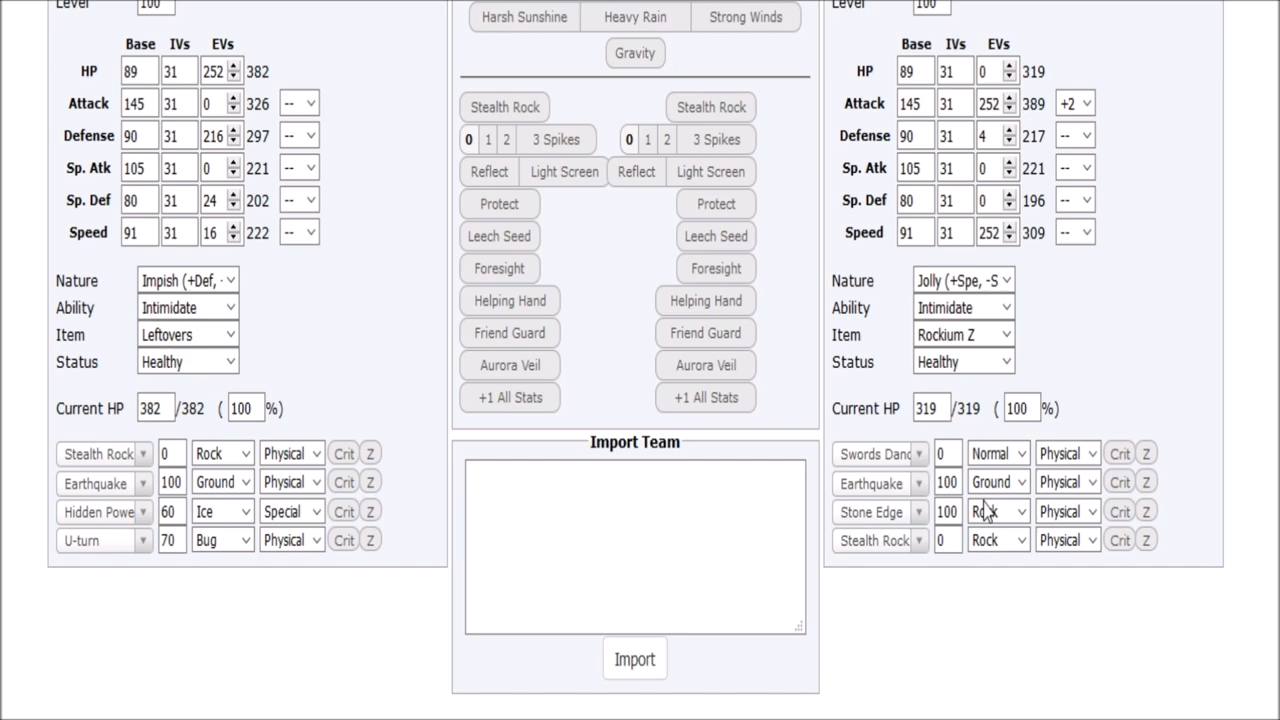 Level 100
Base IVs EVs
HP 89 31 252 382
Attack 145 31 0 326 --
Defense 90 31 216 297 --
Sp. Atk 105 31 0 221 --
Sp. Def 80 31 24 202 --
Speed 91 31 16 222 --
Nature Impish (+Def, -
Ability Intimidate
Item Leftovers
Status Healthy
Current HP 382 /382 ( 100 %)
Stealth Rock 0 Rock Physical Crit Z
Earthquake 100 Ground Physical Crit Z
Hidden Powe 60 Ice Special Crit Z
U-turn 70 Bug Physical Crit Z
Harsh Sunshine Heavy Rain Strong Winds
Gravity
Stealth Rock Stealth Rock
0 1 2 3 Spikes 0 1 2 3 Spikes
Reflect Light Screen Reflect Light Screen
Protect Protect
Leech Seed Leech Seed
Foresight Foresight
Helping Hand Helping Hand
Friend Guard Friend Guard
Aurora Veil Aurora Veil
+1 All Stats +1 All Stats
Import Team
Import
Level 100
Base IVs EVs
HP 89 31 0 319
Attack 145 31 252 389 +2
Defense 90 31 4 217 --
Sp. Atk 105 31 0 221 --
Sp. Def 80 31 0 196 --
Speed 91 31 252 309 --
Nature Jolly (+Spe, -S
Ability Intimidate
Item Rockium Z
Status Healthy
Current HP 319 /319 ( 100 %)
Swords Danc 0 Normal Physical Crit Z
Earthquake 100 Ground Physical Crit Z
Stone Edge 100 Rock Physical Crit Z
Stealth Rock 0 Rock Physical Crit Z